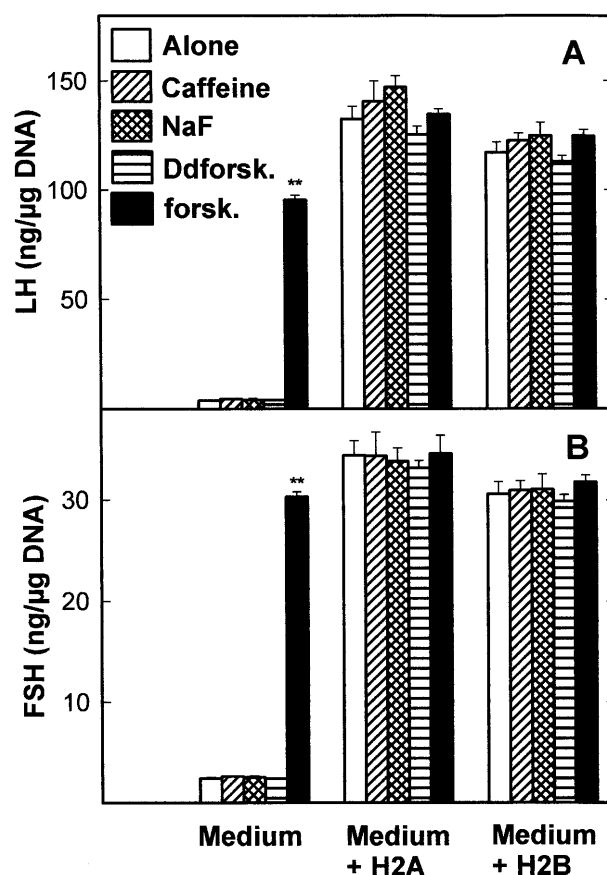 A
Alone
Caffeine
NaF
Ddforsk.
forsk.
150
100
50
LH (ng/µg DNA)
**
B
30
20
10
FSH (ng/µg DNA)
**
Medium
Medium + H2A
Medium + H2B